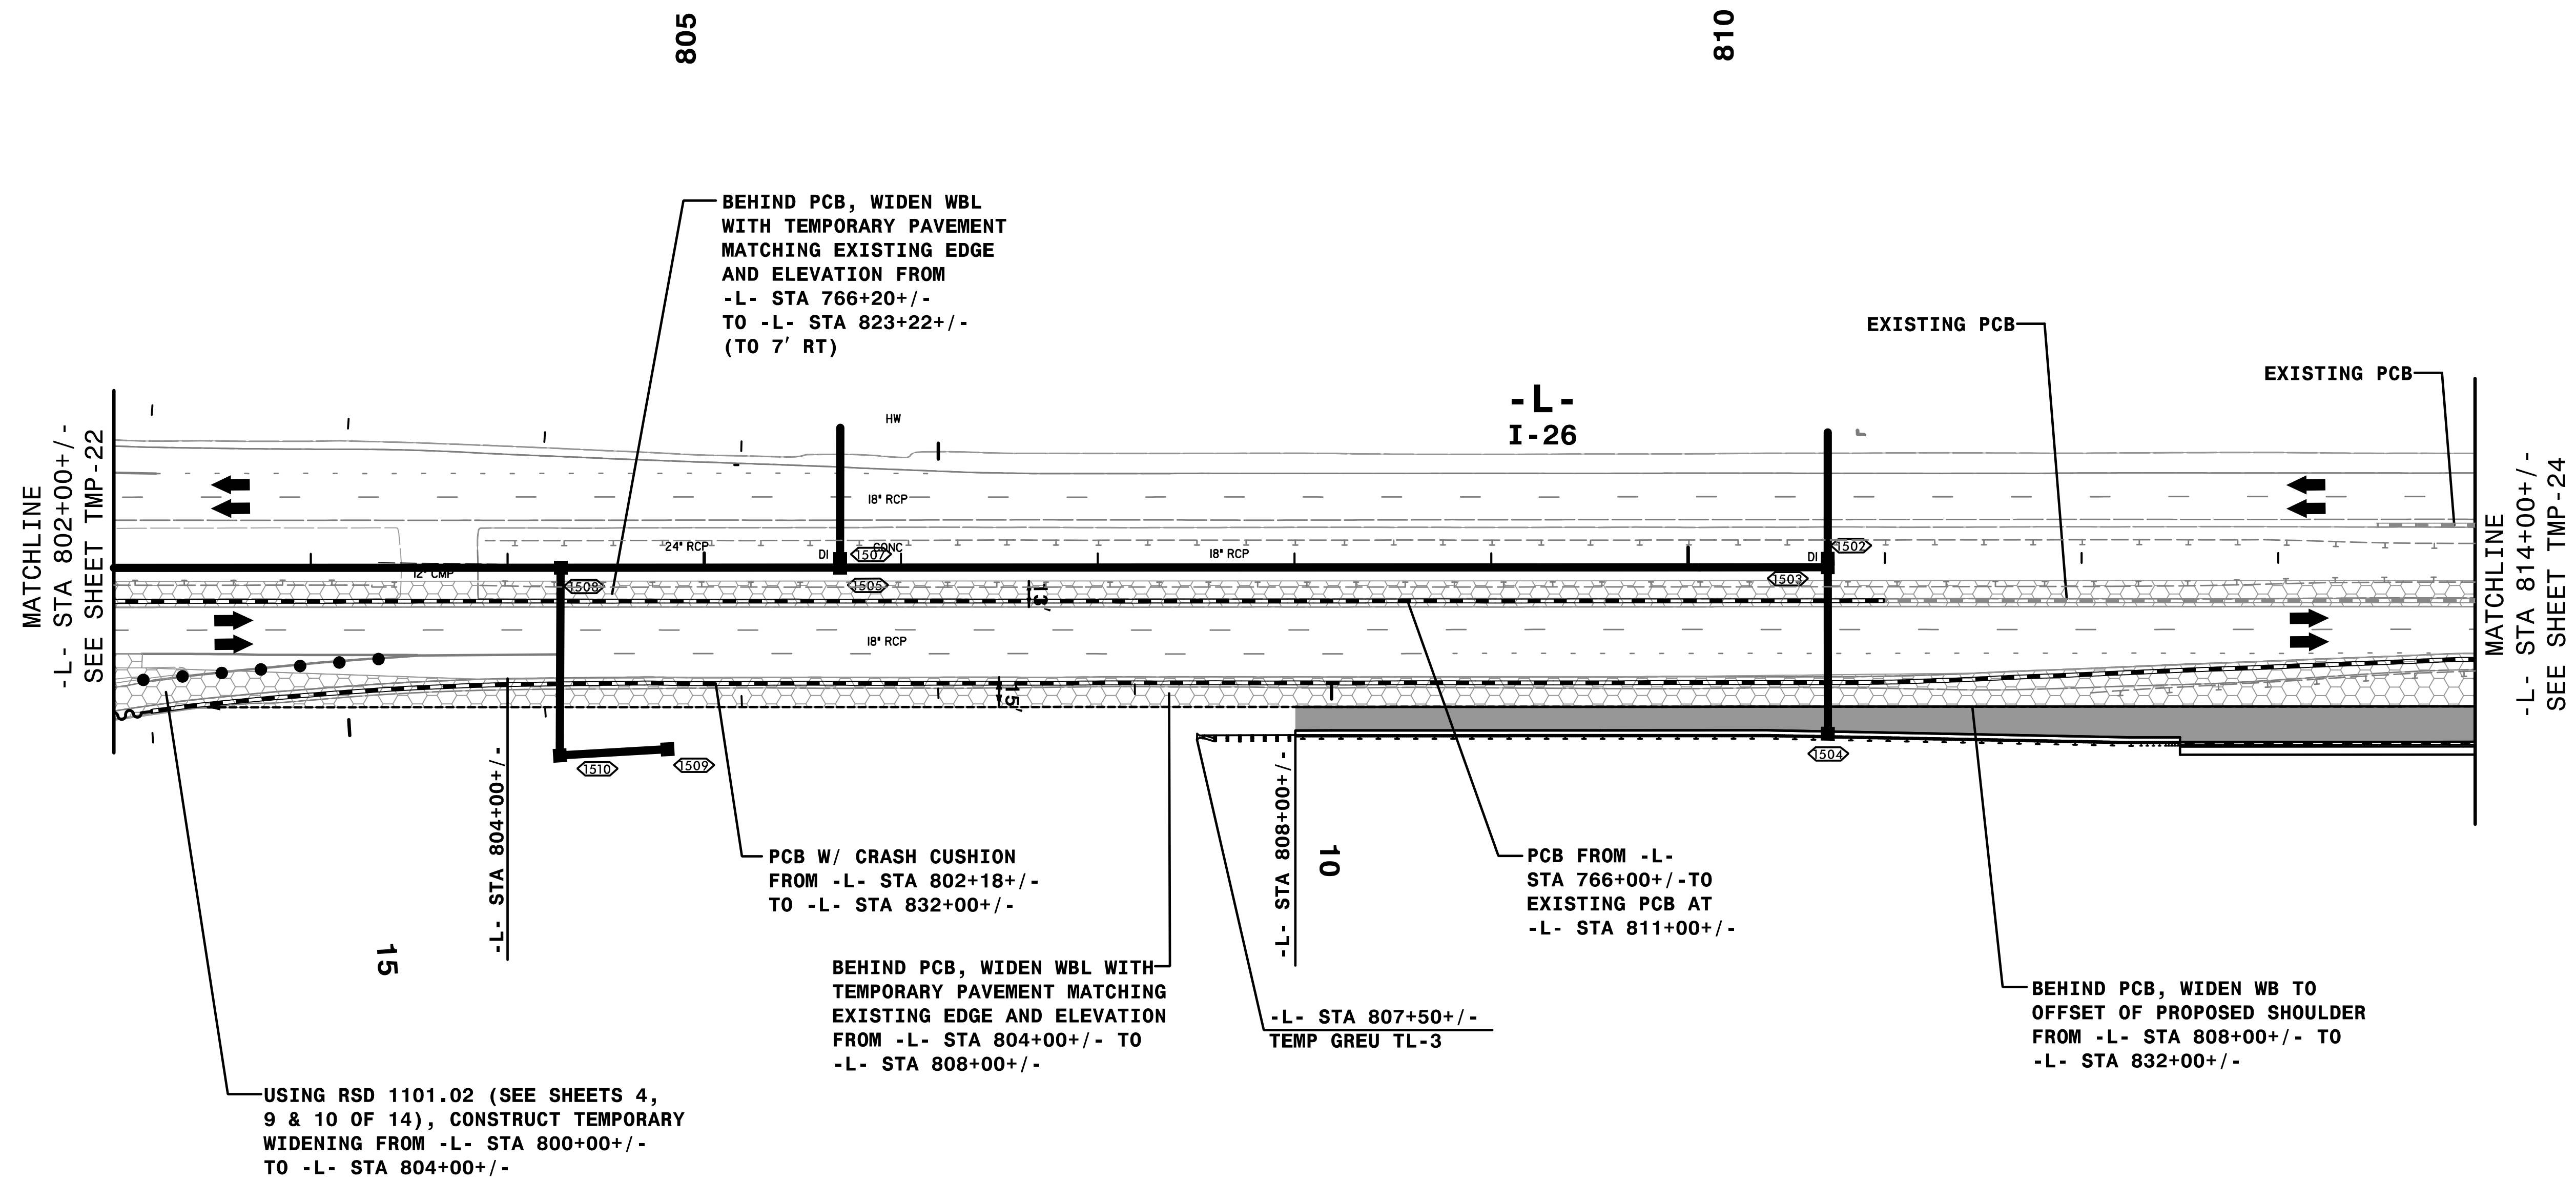 805
810
BEHIND PCB, WIDEN WBL
WITH TEMPORARY PAVEMENT
MATCHING EXISTING EDGE
AND ELEVATION FROM
-L- STA 766+20+/-
TO -L- STA 823+22+/-
(TO 7' RT)
EXISTING PCB
EXISTING PCB
-L-
I-26
HW
MATCHLINE
-L- STA 802+00+/-
SEE SHEET TMP-22
MATCHLINE
-L- STA 814+00+/-
SEE SHEET TMP-24
18" RCP
24" RCP
DI
1507
CONC
18" RCP
DI
1502
12" CMP
1508
1505
1503
13'
18" RCP
15'
1510
1509
1504
-L- STA 804+00+/-
-L- STA 808+00+/-
10
15
PCB W/ CRASH CUSHION
FROM -L- STA 802+18+/-
TO -L- STA 832+00+/-
PCB FROM -L-
STA 766+00+/-TO
EXISTING PCB AT
-L- STA 811+00+/-
BEHIND PCB, WIDEN WBL WITH
TEMPORARY PAVEMENT MATCHING
EXISTING EDGE AND ELEVATION
FROM -L- STA 804+00+/- TO
-L- STA 808+00+/-
-L- STA 807+50+/-
TEMP GREU TL-3
BEHIND PCB, WIDEN WB TO
OFFSET OF PROPOSED SHOULDER
FROM -L- STA 808+00+/- TO
-L- STA 832+00+/-
USING RSD 1101.02 (SEE SHEETS 4,
9 & 10 OF 14), CONSTRUCT TEMPORARY
WIDENING FROM -L- STA 800+00+/-
TO -L- STA 804+00+/-